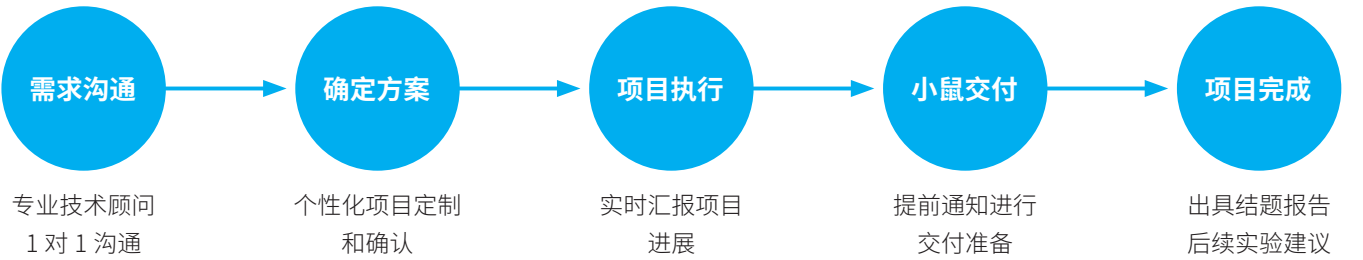 需求沟通
确定方案
项目执行
小鼠交付
项目完成
专业技术顾问
1 对 1 沟通
个性化项目定制
和确认
实时汇报项目
进展
提前通知进行
交付准备
出具结题报告
后续实验建议